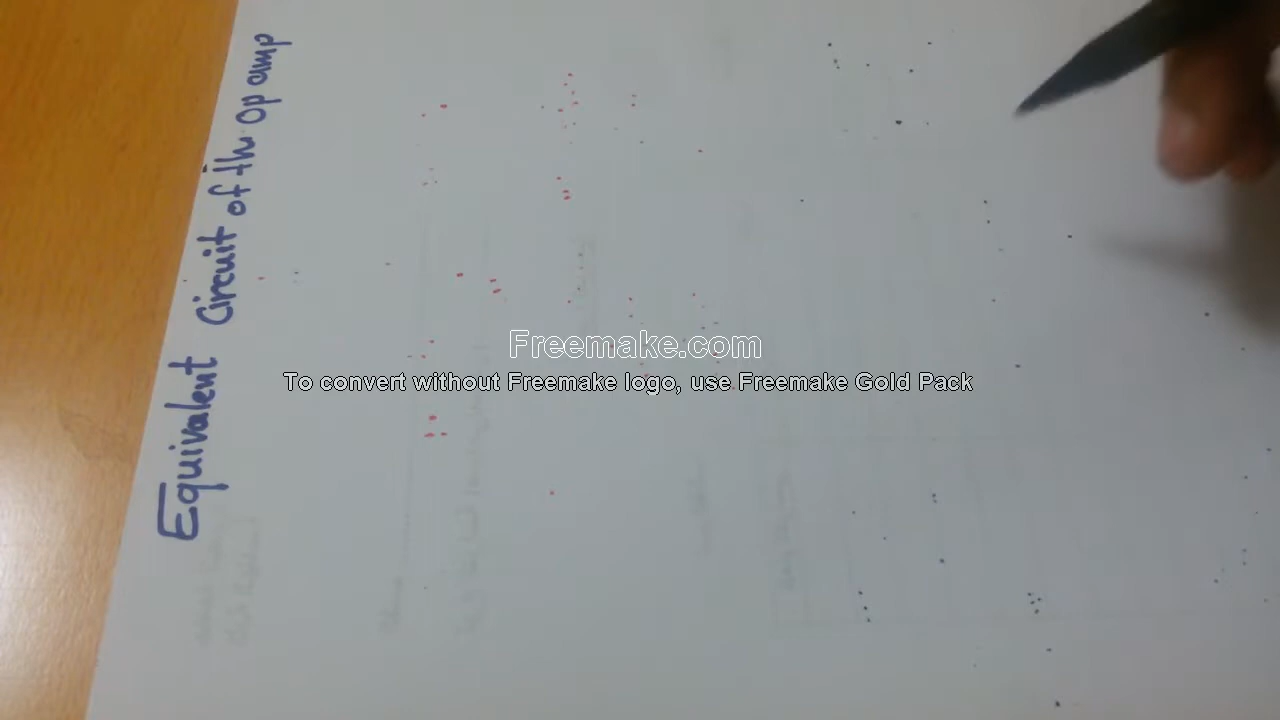 Equivalent Circuit of the Op amp
Freemake.com
To convert without Freemake logo, use Freemake Gold Pack